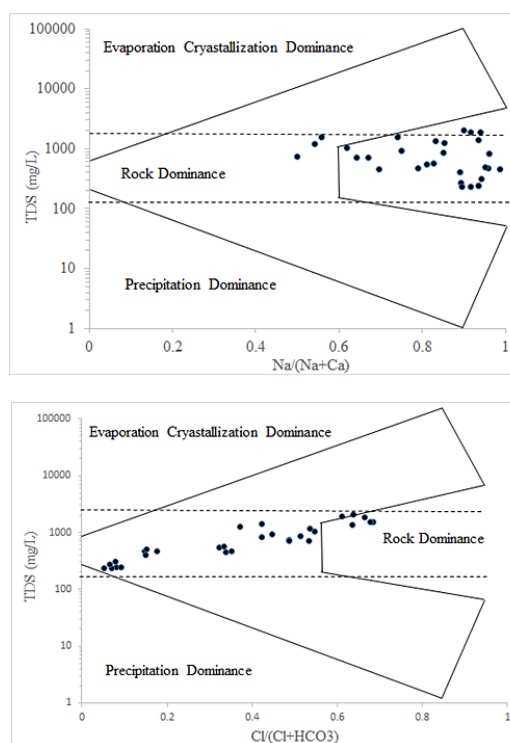 100000
Evaporation Cryastallization Dominance
10000
1000
TDS (mg/L)
Rock Dominance
100
10
Precipitation Dominance
1
0 0.2 0.4 0.6 0.8 1
Na/(Na+Ca)
100000
Evaporation Cryastallization Dominance
10000
1000
TDS (mg/L)
Rock Dominance
100
10
Precipitation Dominance
1
0 0.2 0.4 0.6 0.8 1
Cl/(Cl+HCO3)